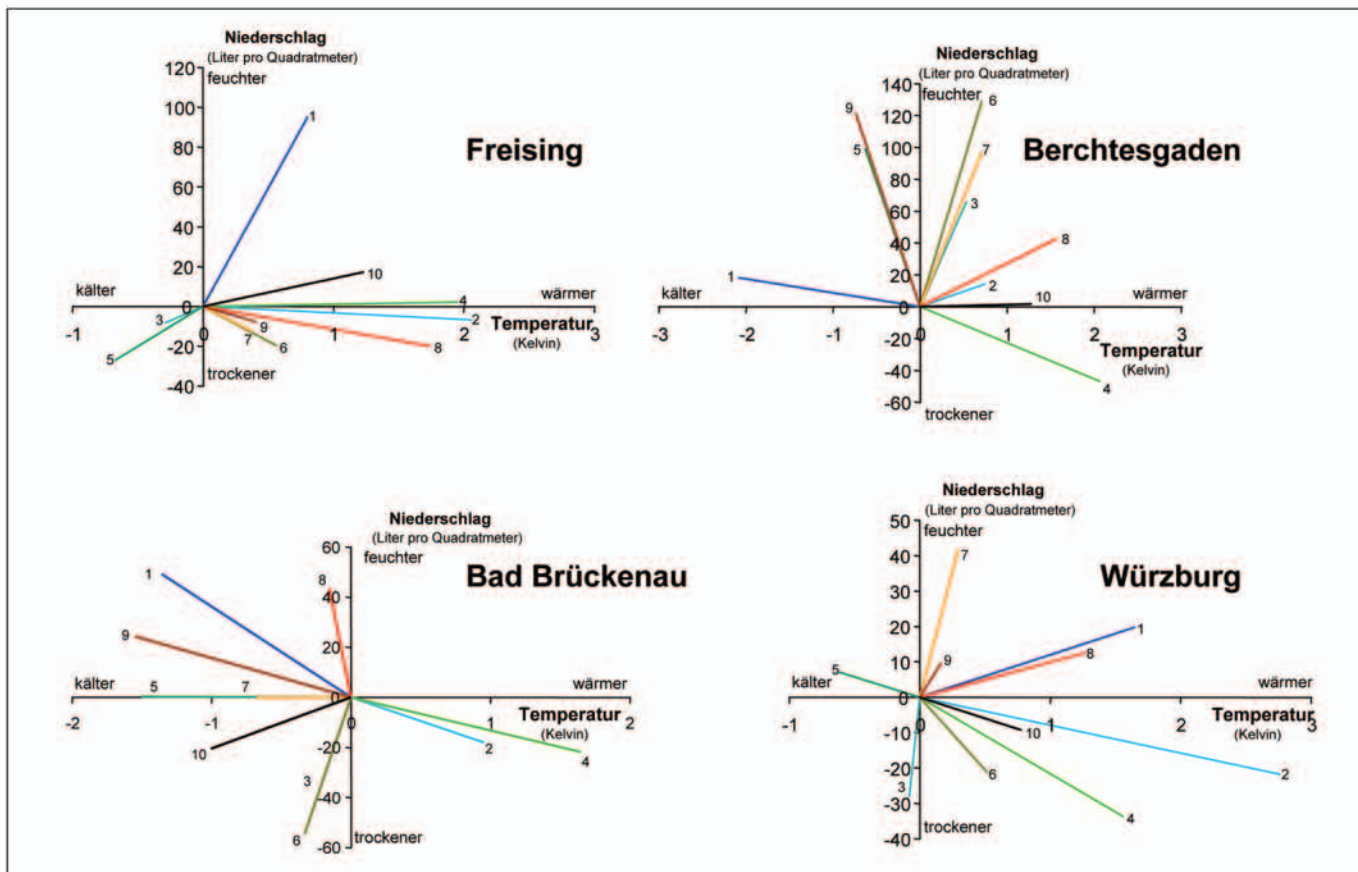 Niederschlag
(Liter pro Quadratmeter)
feuchter
120
100
80
60
40
20
0
-20
-40
1
10
4
2
8
9
7
6
3
5
kälter
wärmer
-1
0
1
2
3
Temperatur
(Kelvin)
trockener
Freising
Niederschlag
(Liter pro Quadratmeter)
feuchter
140
120
100
80
60
40
20
0
-20
-40
-60
9
5
6
7
3
8
2
10
1
4
kälter
wärmer
-3
-2
-1
0
1
2
3
Temperatur
(Kelvin)
trockener
Berchtesgaden
Niederschlag
(Liter pro Quadratmeter)
feuchter
60
40
20
0
-20
-40
-60
8
1
9
5
7
10
3
6
2
4
kälter
wärmer
-2
-1
0
1
2
Temperatur
(Kelvin)
trockener
Bad Brückenau
Niederschlag
(Liter pro Quadratmeter)
feuchter
50
40
30
20
10
0
-10
-20
-30
-40
7
1
8
9
5
10
6
2
3
4
kälter
wärmer
-1
0
1
2
3
Temperatur
(Kelvin)
trockener
Würzburg